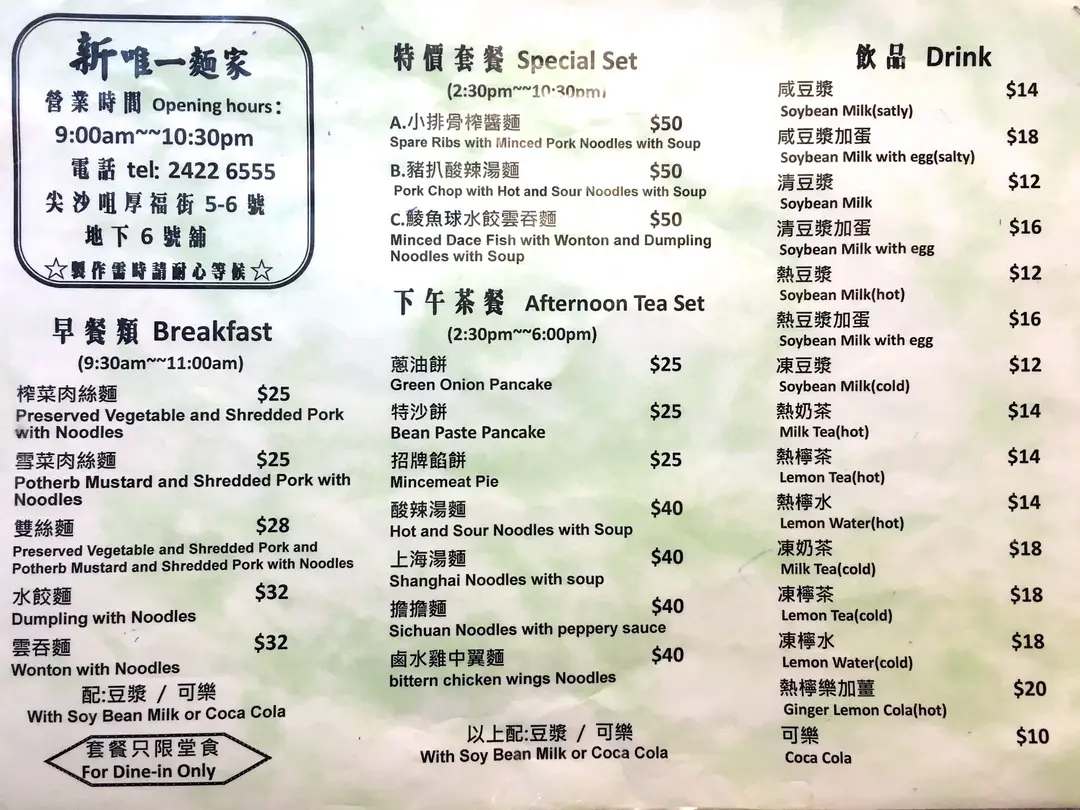 新唯一麵家
營業時間 Opening hours:
9:00am~~10:30pm
電話 tel: 2422 6555
尖沙咀厚福街 5-6 號
地下 6 號舖
☆製作需時請耐心等候☆
早餐類 Breakfast
(9:30am~~11:00am)
榨菜肉絲麵 $25
Preserved Vegetable and Shredded Pork
with Noodles
雪菜肉絲麵 $25
Potherb Mustard and Shredded Pork with
Noodles
雙絲麵 $28
Preserved Vegetable and Shredded Pork and
Potherb Mustard and Shredded Pork with Noodles
水餃麵 $32
Dumpling with Noodles
雲吞麵 $32
Wonton with Noodles
配:豆漿 / 可樂
With Soy Bean Milk or Coca Cola
套餐只限堂食
For Dine-in Only
特價套餐 Special Set
(2:30pm~~10:30pm)
A.小排骨榨醬麵 $50
Spare Ribs with Minced Pork Noodles with Soup
B.豬扒酸辣湯麵 $50
Pork Chop with Hot and Sour Noodles with Soup
C.鯪魚球水餃雲吞麵 $50
Minced Dace Fish with Wonton and Dumpling
Noodles with Soup
下午茶餐 Afternoon Tea Set
(2:30pm~~6:00pm)
蔥油餅 $25
Green Onion Pancake
特沙餅 $25
Bean Paste Pancake
招牌餡餅 $25
Mincemeat Pie
酸辣湯麵 $40
Hot and Sour Noodles with Soup
上海湯麵 $40
Shanghai Noodles with soup
擔擔麵 $40
Sichuan Noodles with peppery sauce
鹵水雞中翼麵 $40
bittern chicken wings Noodles
以上配:豆漿 / 可樂
With Soy Bean Milk or Coca Cola
飲品 Drink
咸豆漿 $14
Soybean Milk(satly)
咸豆漿加蛋 $18
Soybean Milk with egg(salty)
清豆漿 $12
Soybean Milk
清豆漿加蛋 $16
Soybean Milk with egg
熱豆漿 $12
Soybean Milk(hot)
熱豆漿加蛋 $16
Soybean Milk with egg
凍豆漿 $12
Soybean Milk(cold)
熱奶茶 $14
Milk Tea(hot)
熱檸茶 $14
Lemon Tea(hot)
熱檸水 $14
Lemon Water(hot)
凍奶茶 $18
Milk Tea(cold)
凍檸茶 $18
Lemon Tea(cold)
凍檸水 $18
Lemon Water(cold)
熱檸樂加薑 $20
Ginger Lemon Cola(hot)
可樂 $10
Coca Cola